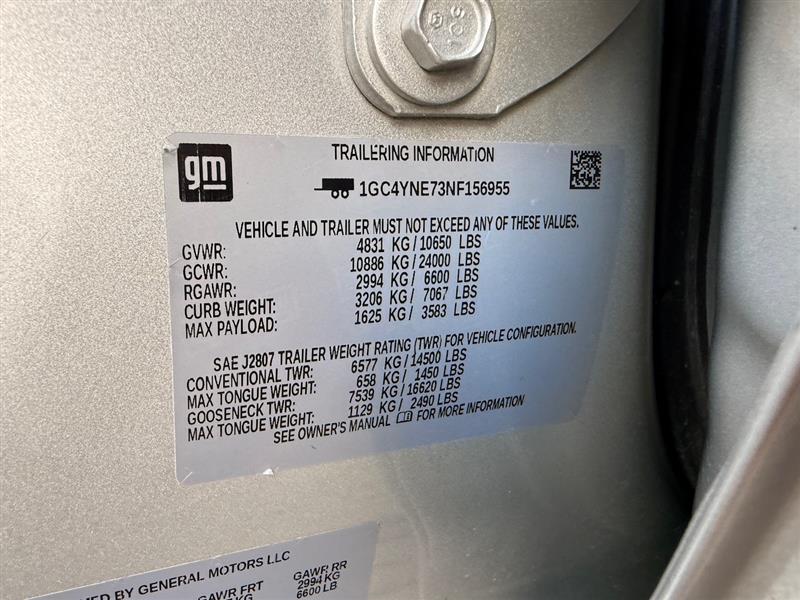 gm
TRAILERING INFORMATION
1GC4YNE73NF156955
VEHICLE AND TRAILER MUST NOT EXCEED ANY OF THESE VALUES.
GVWR: 4831 KG / 10650 LBS
GCWR: 10886 KG / 24000 LBS
RGAWR: 2994 KG / 6600 LBS
CURB WEIGHT: 3206 KG / 7067 LBS
MAX PAYLOAD: 1625 KG / 3583 LBS
SAE J2807 TRAILER WEIGHT RATING (TWR) FOR VEHICLE CONFIGURATION.
CONVENTIONAL TWR: 6577 KG / 14500 LBS
MAX TONGUE WEIGHT: 658 KG / 1450 LBS
GOOSENECK TWR: 7539 KG / 16620 LBS
MAX TONGUE WEIGHT: 1129 KG / 2490 LBS
SEE OWNER'S MANUAL FOR MORE INFORMATION
BY GENERAL MOTORS LLC
GAWR FRT GAWR RR
KG 2994 KG
6600 LB